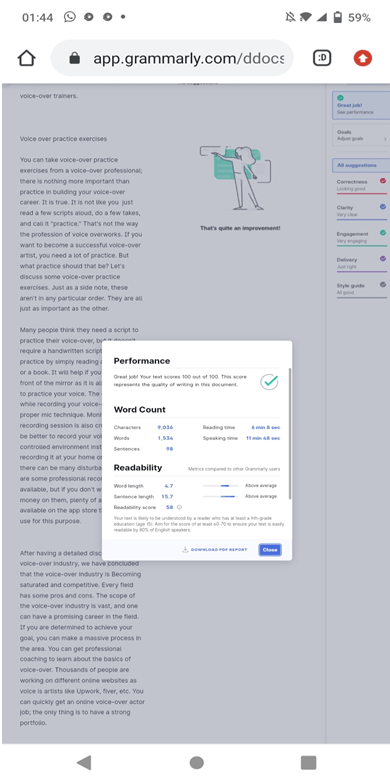 01:44
59%
app.grammarly.com/ddocs
:D
voice-over trainers.
Voice over practice exercises
You can take voice-over practice
exercises from a voice-over professional;
there is nothing more important than
practice in building your voice-over
career. It is true. It is not like you just
read a few scripts aloud, do a few takes,
and call it "practice." That's not the way
the profession of voice overworks. If you
want to become a successful voice-over
artist, you need a lot of practice. But
what practice should that be? Let's
discuss some voice-over practice
exercises. Just as a side note, these
aren't in any particular order. They are all
just as important as the other.
Many people think they need a script to
practice their voice-over, but it doesn't
require a handwritten script
practice by simply reading
or a book. It will help if you
front of the mirror as it is al
to practice your voice. The
while recording your voice-
proper mic technique. Moni
recording session is also cr
be better to record your voi
controlled environment inst
recording it at your home or
there can be many disturba
are some professional reco
available, but if you don't w
money on them, plenty of a
available on the app store t
use for this purpose.
After having a detailed disc
voice-over industry, we have concluded
that the voice-over industry is Becoming
saturated and competitive. Every field
has some pros and cons. The scope of
the voice-over industry is vast, and one
can have a promising career in the field.
If you are determined to achieve your
goal, you can make a massive process in
the area. You can get professional
coaching to learn about the basics of
voice-over. Thousands of people are
working on different online websites as
voice is artists like Upwork, fiver, etc. You
can quickly get an online voice-over actor
job; the only thing is to have a strong
portfolio.
That's quite an improvement!
Great job!
See performance
Goals
Adjust goals
All suggestions
Correctness
Looking good
Clarity
Very clear
Engagement
Very engaging
Delivery
Just right
Style guide
All good
Performance
Great job! Your text scores 100 out of 100. This score
represents the quality of writing in this document.
Word Count
Characters 9,036 Reading time 6 min 8 sec
Words 1,534 Speaking time 11 min 48 sec
Sentences 98
Readability Metrics compared to other Grammarly users
Word length 4.7 Above average
Sentence length 15.7 Above average
Readability score 58
Your text is likely to be understood by a reader who has at least a
education (age 15). Aim for the score of at least 60-70 to ensure your text is easily
readable by 80% of English speakers.
DOWNLOAD PDF REPORT Close